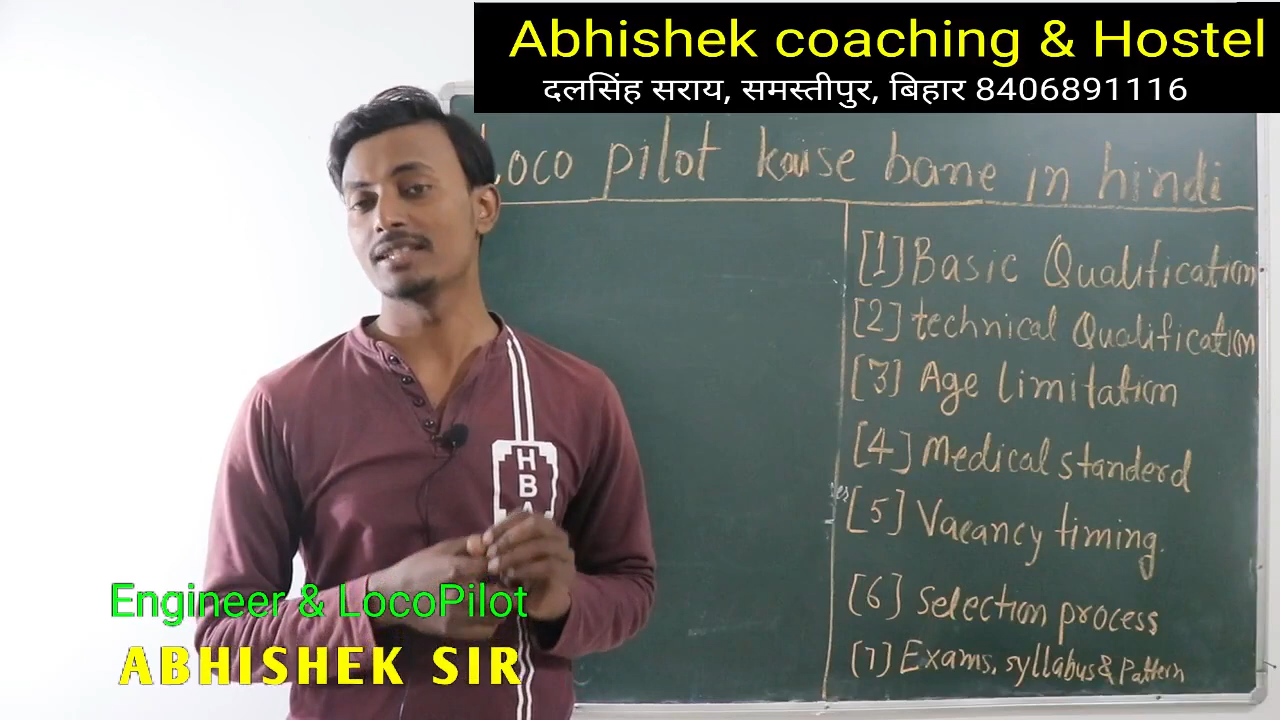 Abhishek coaching & Hostel
दलसिंह सराय, समस्तीपुर, बिहार 8406891116
Loco pilot kaise bane in hindi
[1] Basic Qualification
[2] technical Qualification
[3] Age limitation
[4] Medical standerd
[5] Vacancy timing.
[6] Selection process
[7] Exams, syllabus & Pattern
H
B
A
Engineer & LocoPilot
ABHISHEK SIR